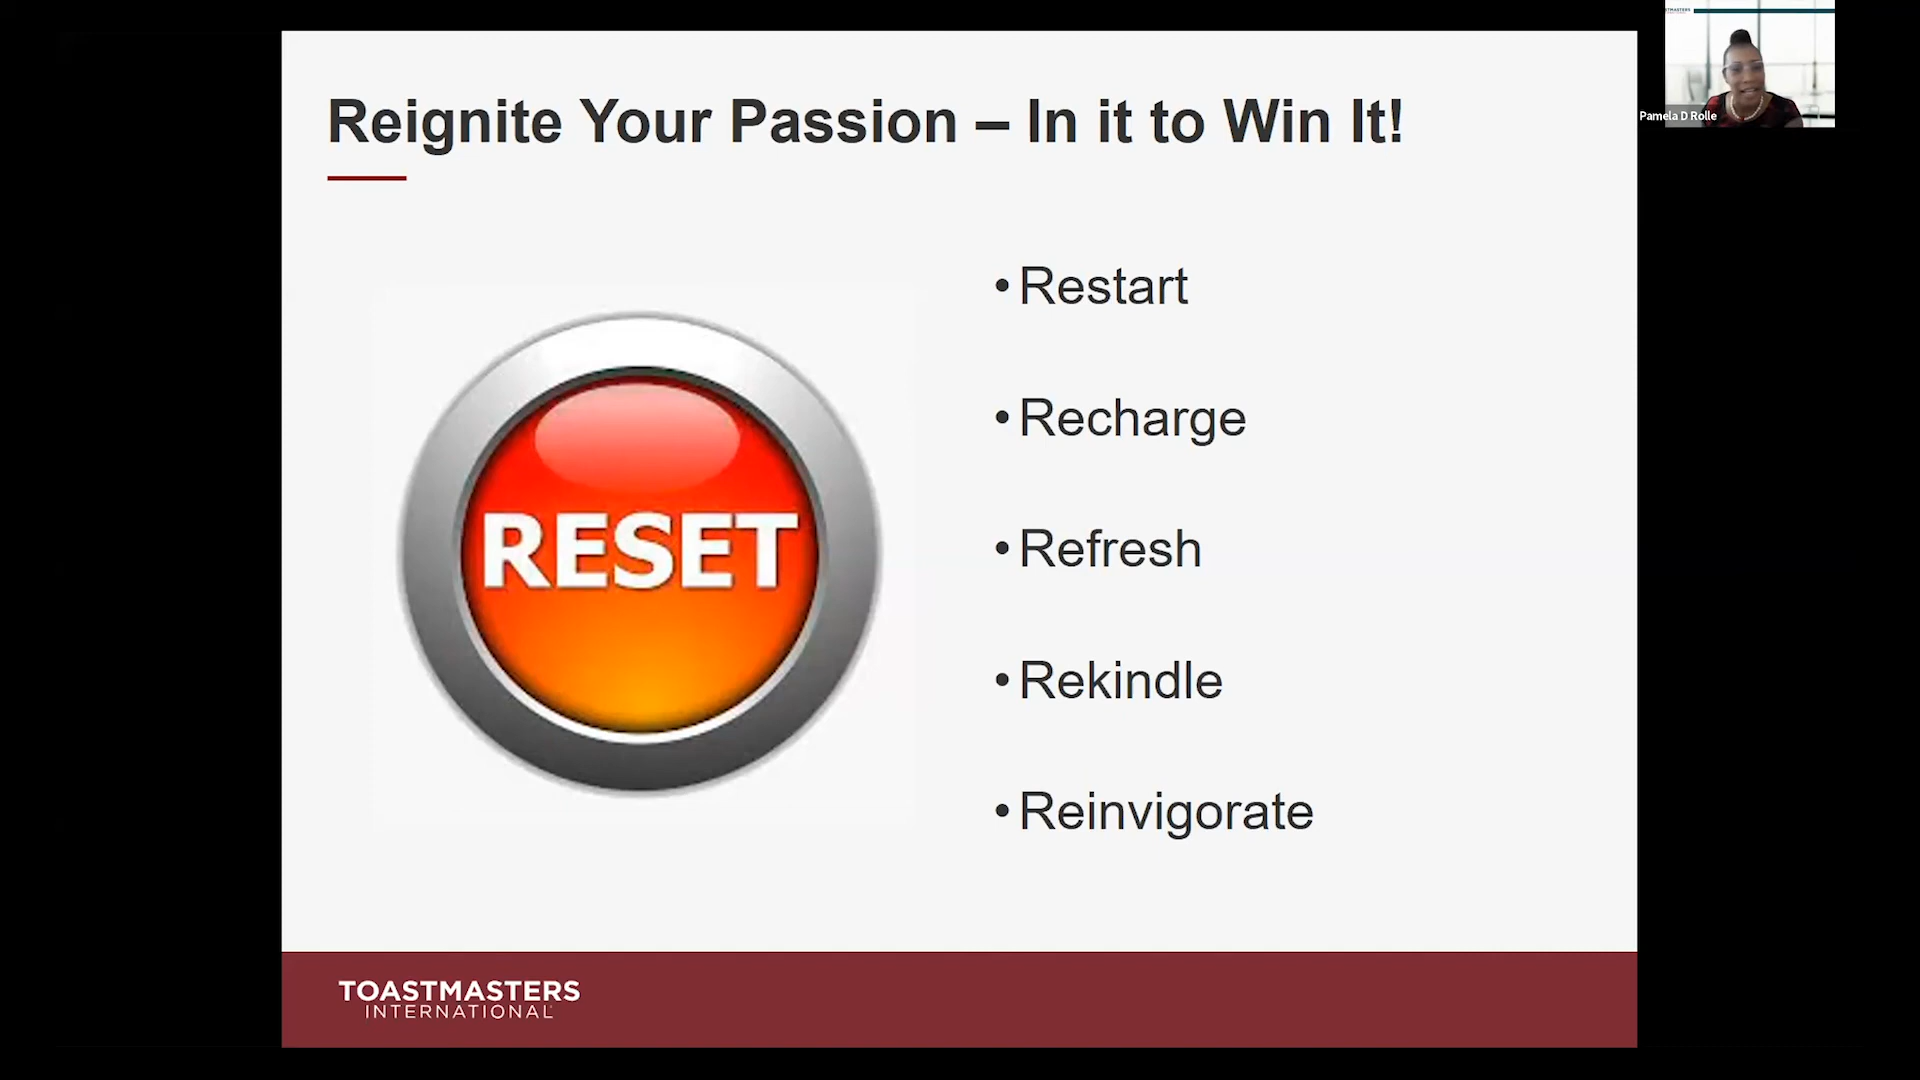 Reignite Your Passion – In it to Win It!
• Restart
• Recharge
• Refresh
• Rekindle
• Reinvigorate
RESET
TOASTMASTERS
INTERNATIONAL
Pamela D Rolle